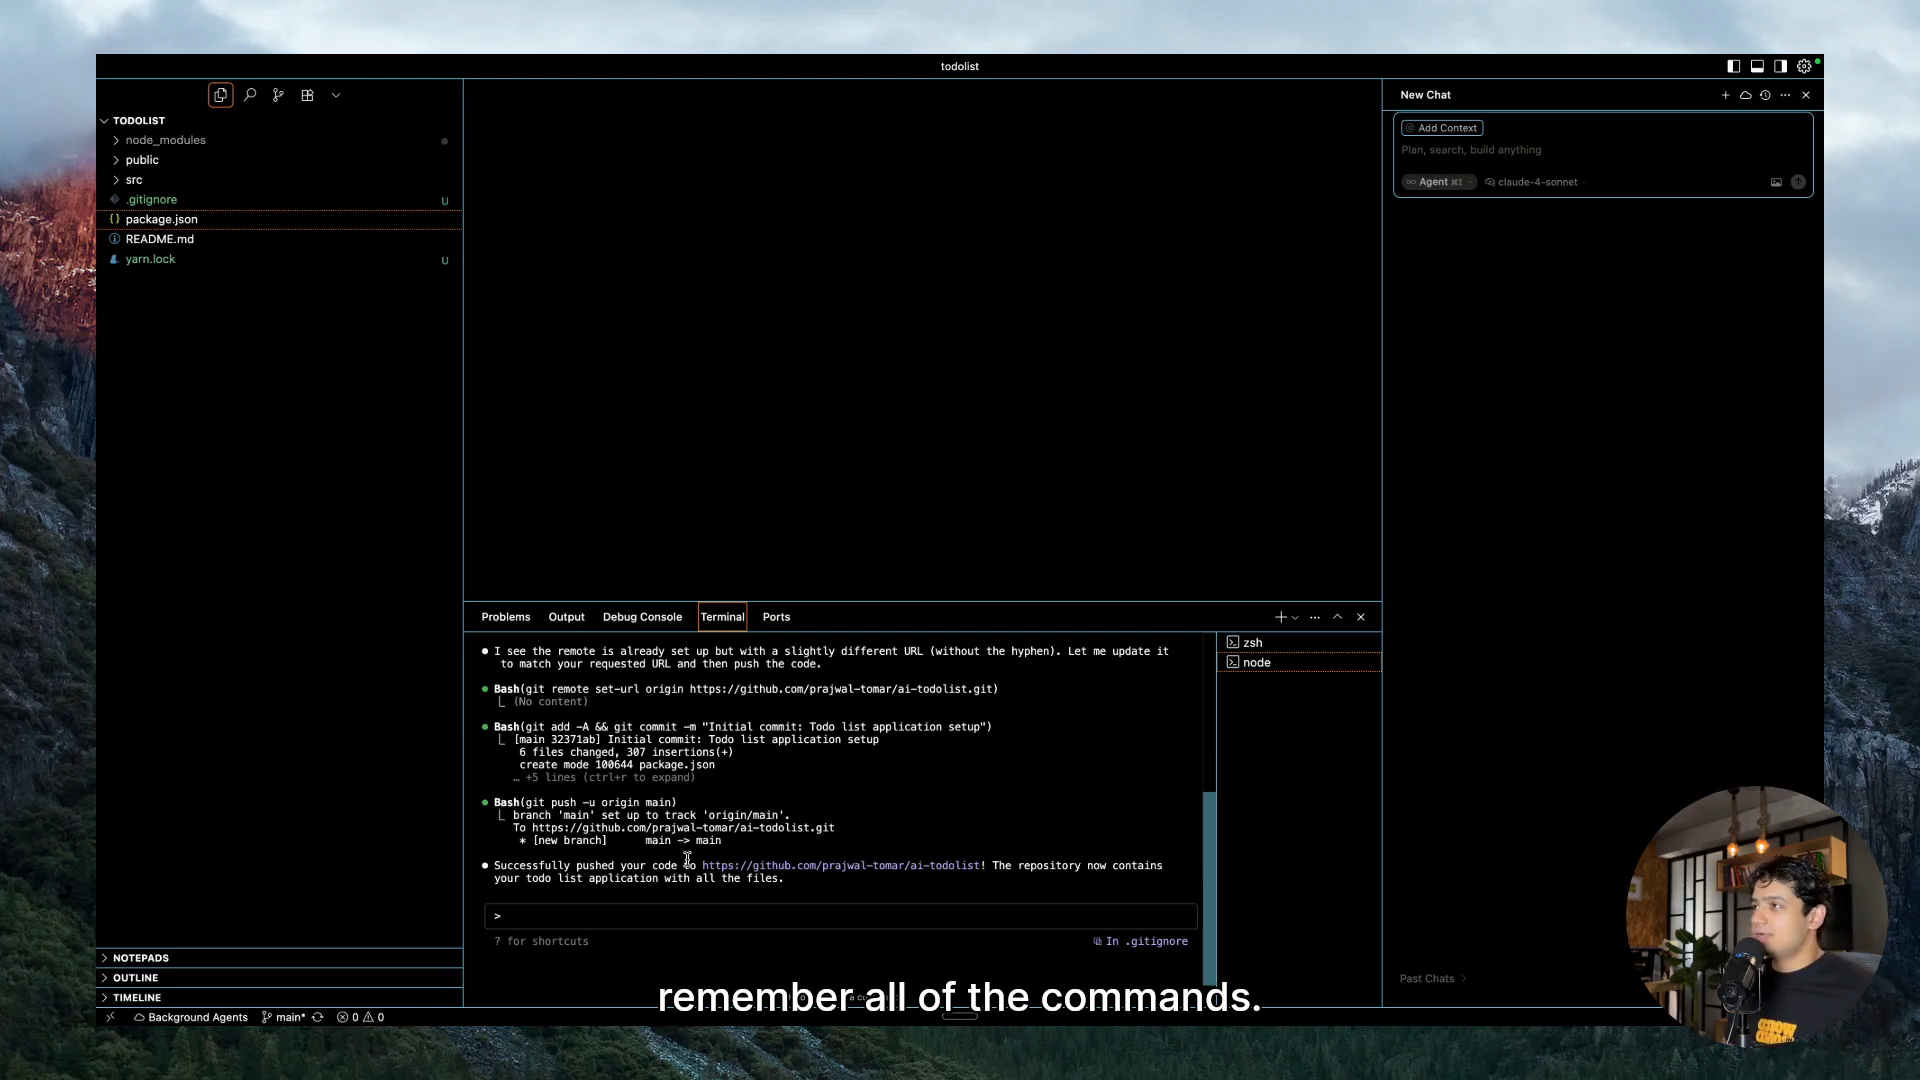 todolist
New Chat
TODOLIST
node_modules
public
src
.gitignore U
package.json
README.md
yarn.lock U
Add Context
Plan, search, build anything
Agent ⌘I
claude-4-sonnet
Problems Output Debug Console Terminal Ports
zsh
node
I see the remote is already set up but with a slightly different URL (without the hyphen). Let me update it
to match your requested URL and then push the code.
Bash(git remote set-url origin https://github.com/prajwal-tomar/ai-todolist.git)
(No content)
Bash(git add -A && git commit -m "Initial commit: Todo list application setup")
[main 32371ab] Initial commit: Todo list application setup
6 files changed, 307 insertions(+)
create mode 100644 package.json
… +5 lines (ctrl+r to expand)
Bash(git push -u origin main)
branch 'main' set up to track 'origin/main'.
To https://github.com/prajwal-tomar/ai-todolist.git
* [new branch] main -> main
Successfully pushed your code to https://github.com/prajwal-tomar/ai-todolist! The repository now contains
your todo list application with all the files.
>
? for shortcuts
In .gitignore
NOTEPADS
OUTLINE
TIMELINE
Past Chats
remember all of the commands.
Background Agents main* 0 0